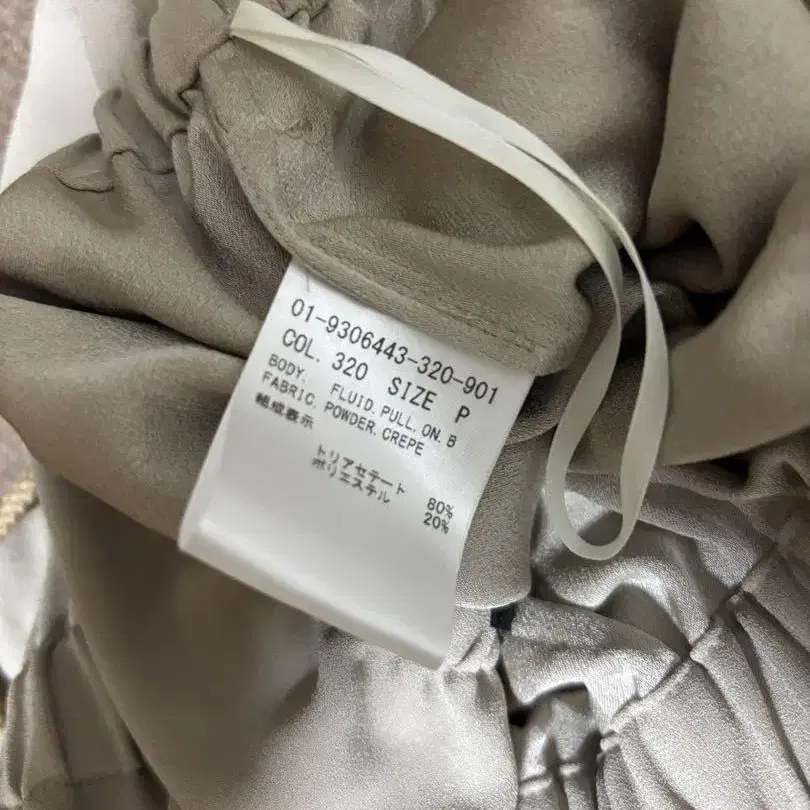 01-9306443-320-901
COL. 320 SIZE P
BODY. FLUID.PULL.ON.B
FABRIC.POWDER.CREPE
組成表示
トリアセテート 80%
ポリエステル 20%